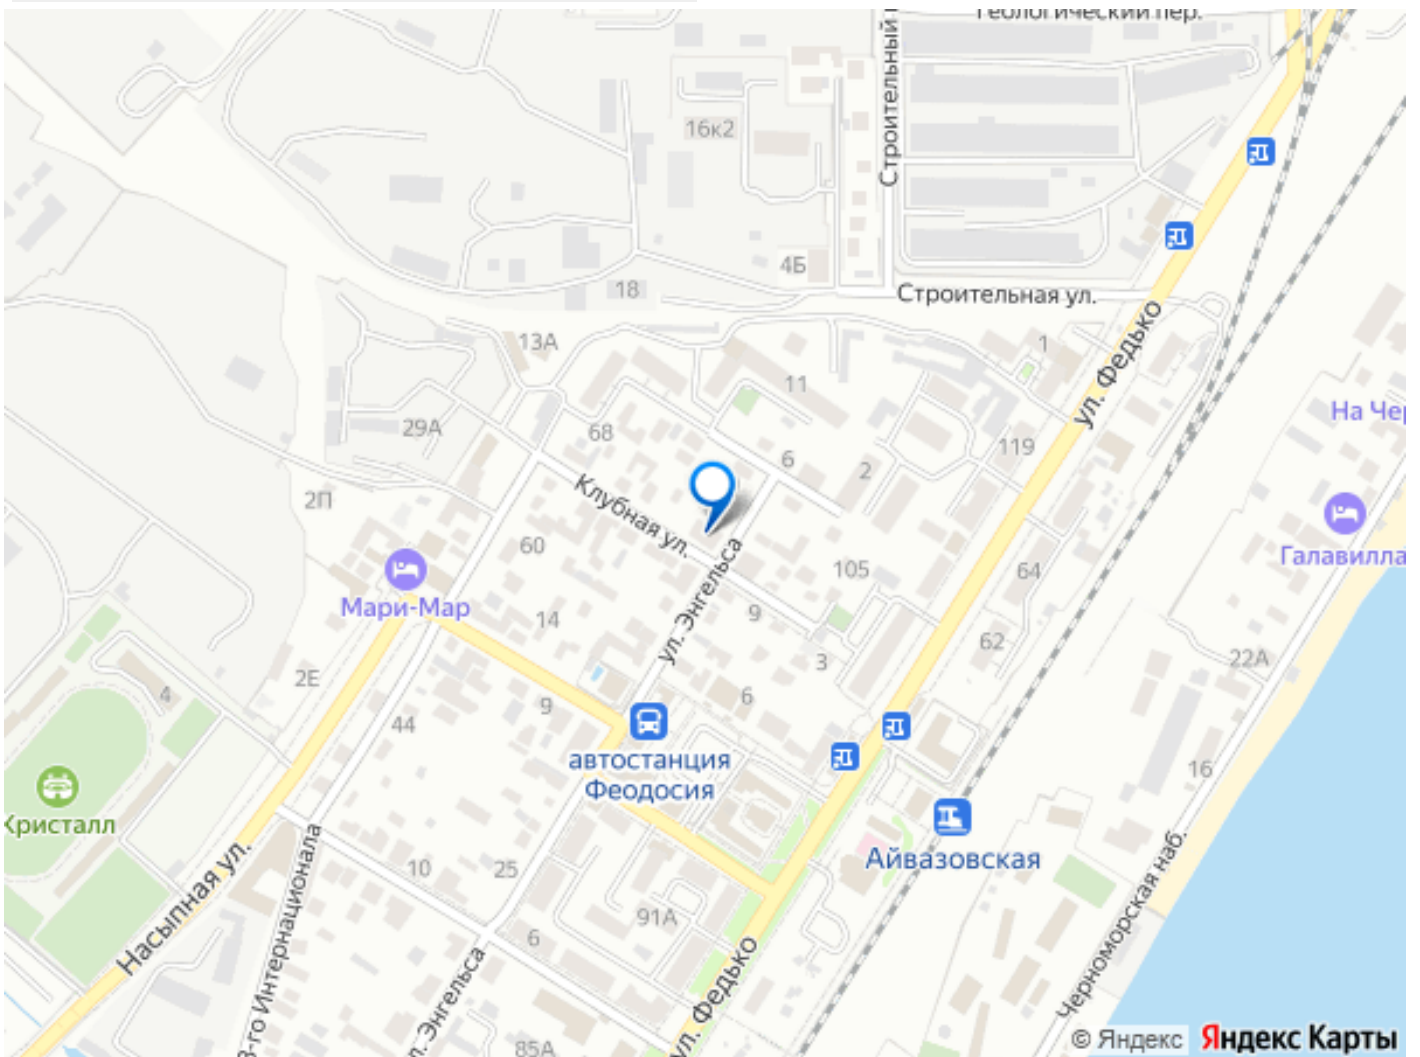 Геологический пер.
Строительный
16к2
4Б
18
Строительная ул.
13А
1
ул. Федько
11
На Чер
29А
68
119
6
2
2П
Клубная ул.
60
Галавилла
105
64
Мари-Мар
ул. Энгельса
14
9
62
3
22А
2Е
4
6
9
44
автостанция
Феодосия
16
Кристалл
Айвазовская
10
25
Насыпная ул.
3-го Интернационала
91А
6
Черноморская наб.
л. Энгельса
ул. Федько
85А
© Яндекс Яндекс Карты